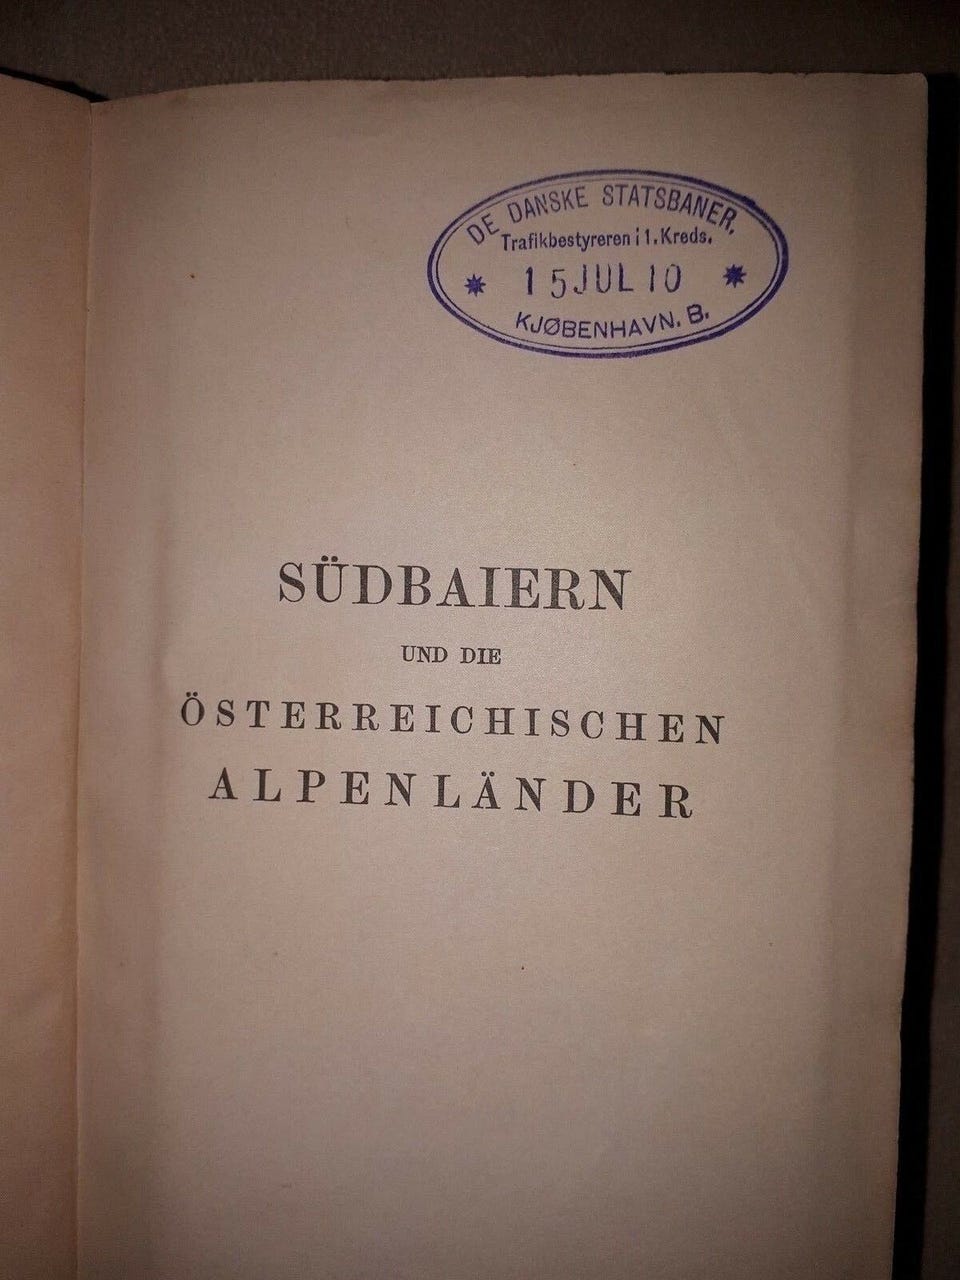 DE DANSKE STATSBANER.
Trafikbestyreren i 1. Kreds.
* 15 JUL 10 *
KJØBENHAVN. B.
SÜDBAIERN
UND DIE
ÖSTERREICHISCHEN
ALPENLÄNDER